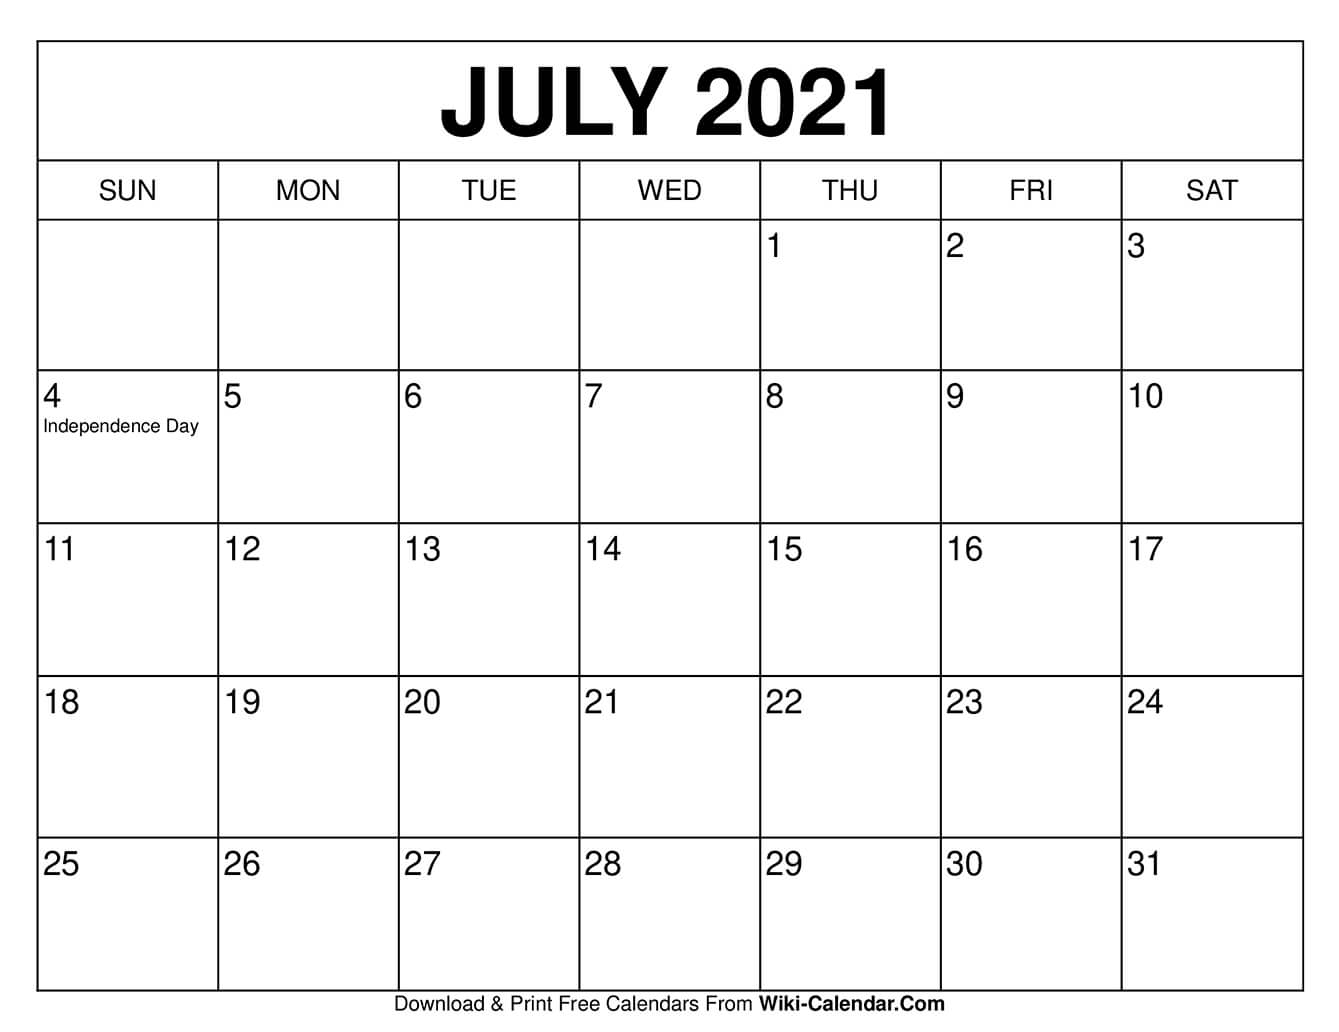 JULY 2021
SUN MON TUE WED THU FRI SAT
1 2 3
4 5 6 7 8 9 10
Independence Day
11 12 13 14 15 16 17
18 19 20 21 22 23 24
25 26 27 28 29 30 31
Download & Print Free Calendars From Wiki-Calendar.Com